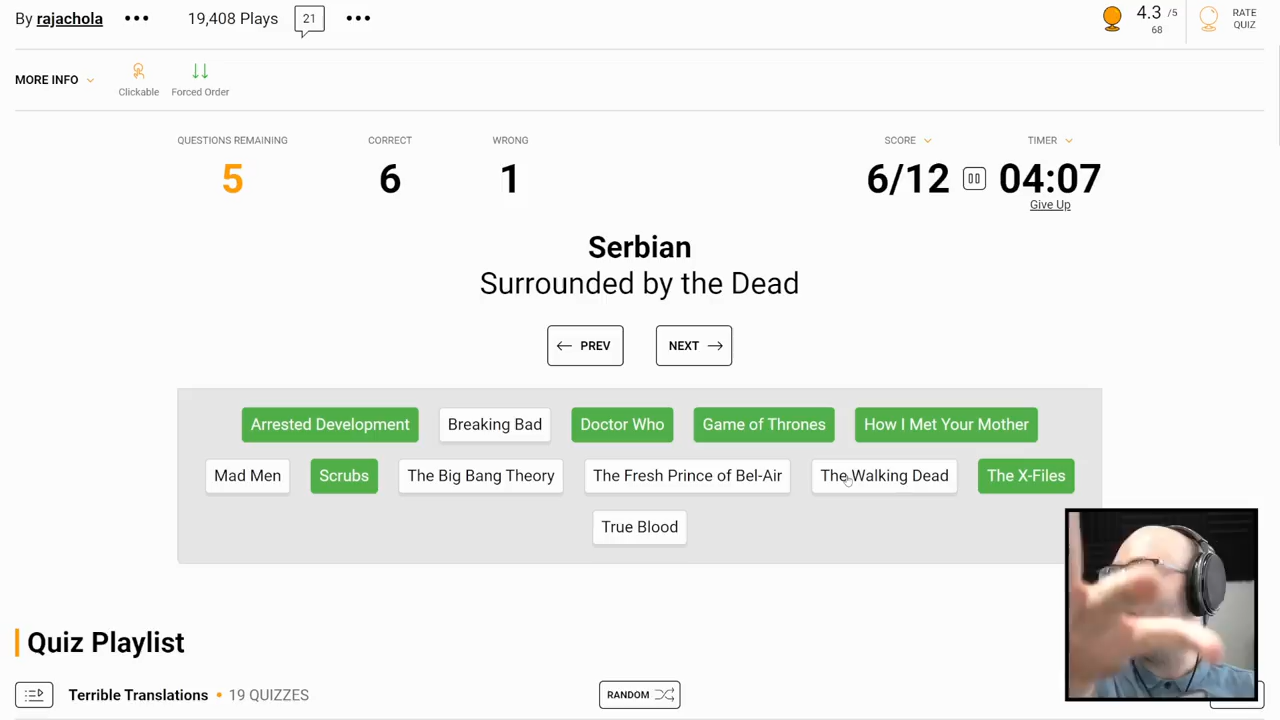 By rajachola ••• 19,408 Plays 21 ••• 4.3 /5 68 RATE QUIZ
MORE INFO Clickable Forced Order
QUESTIONS REMAINING CORRECT WRONG SCORE TIMER
5 6 1 6/12 04:07
Give Up
Serbian
Surrounded by the Dead
← PREV NEXT →
Arrested Development Breaking Bad Doctor Who Game of Thrones How I Met Your Mother
Mad Men Scrubs The Big Bang Theory The Fresh Prince of Bel-Air The Walking Dead The X-Files
True Blood
Quiz Playlist
Terrible Translations • 19 QUIZZES RANDOM